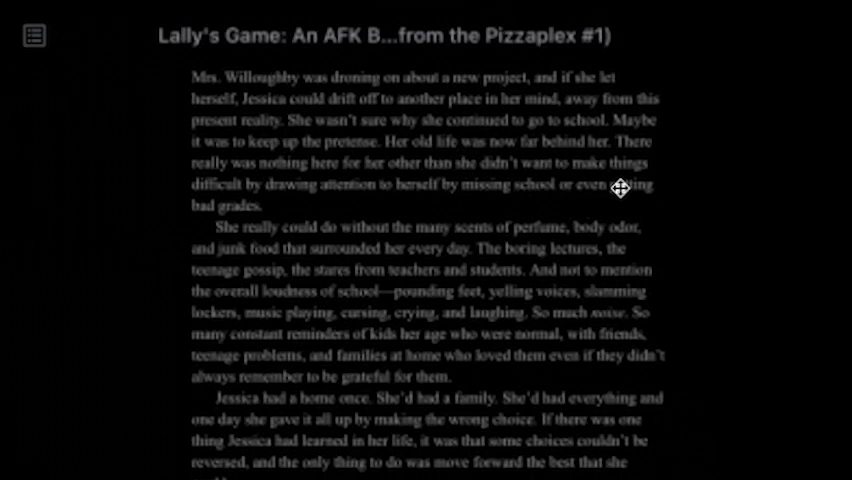 Lally's Game: An AFK B...from the Pizzaplex #1)
Mrs. Willoughby was droning on about a new project, and if she let
herself, Jessica could drift off to another place in her mind, away from this
present reality. She wasn't sure why she continued to go to school. Maybe
it was to keep up the pretense. Her old life was now far behind her. There
really was nothing here for her other than she didn't want to make things
difficult by drawing attention to herself by missing school or even
bad grades.
She really could do without the many scents of perfume, body odor,
and junk food that surrounded her every day. The boring lectures, the
teenage gossip, the stares from teachers and students. And not to mention
the overall loudness of school—pounding feet, yelling voices, slamming
lockers, music playing, cursing, crying, and laughing. So much noise. So
many constant reminders of kids her age who were normal, with friends,
teenage problems, and families at home who loved them even if they didn't
always remember to be grateful for them.
Jessica had a home once. She'd had a family. She'd had everything and
one day she gave it all up by making the wrong choice. If there was one
thing Jessica had learned in her life, it was that some choices couldn't be
reversed, and the only thing to do was move forward the best that she